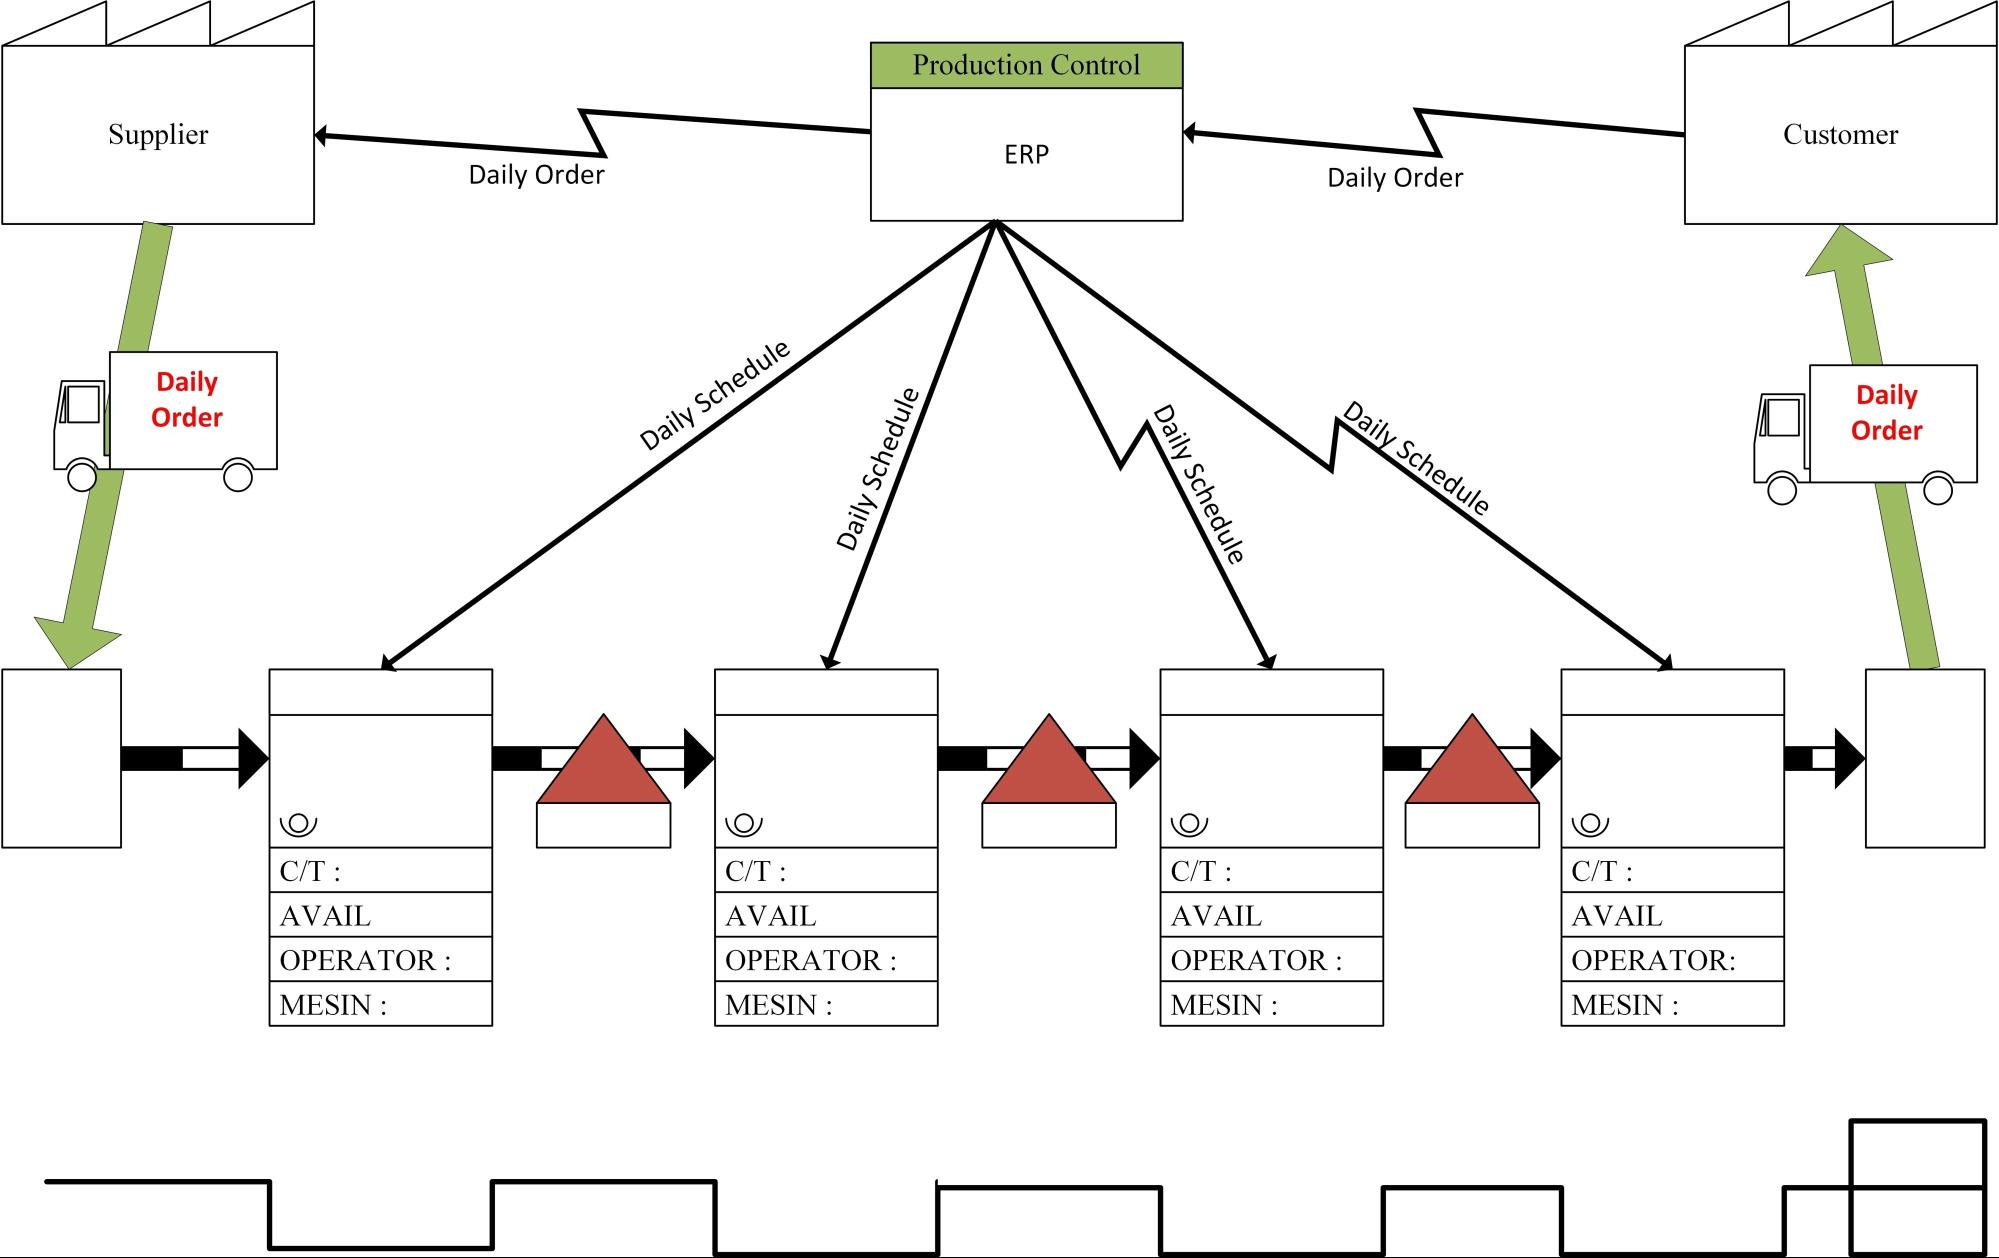 Production Control
Supplier
ERP
Customer
Daily Order
Daily Order
Daily
Order
Daily
Order
Daily Schedule
Daily Schedule
Daily Schedule
Daily Schedule
C/T :
AVAIL
OPERATOR :
MESIN :
C/T :
AVAIL
OPERATOR :
MESIN :
C/T :
AVAIL
OPERATOR :
MESIN :
C/T :
AVAIL
OPERATOR:
MESIN :